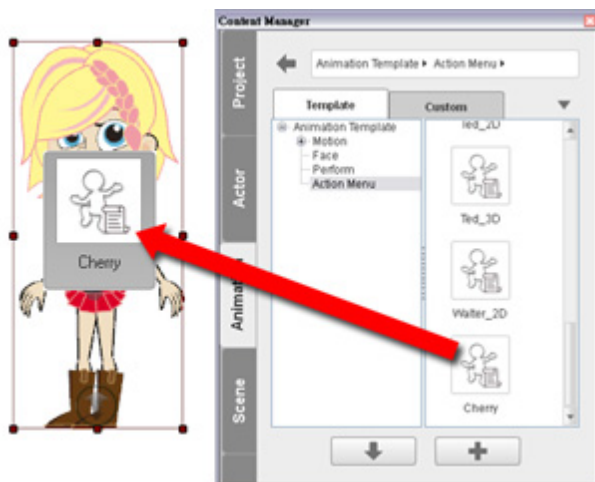 Content Manager
Project
Actor
Animation
Scene
Animation Template ▸ Action Menu ▸
Template
Custom
Animation Template
Motion
Face
Perform
Action Menu
Ted_2D
Ted_3D
Walter_2D
Cherry
Cherry